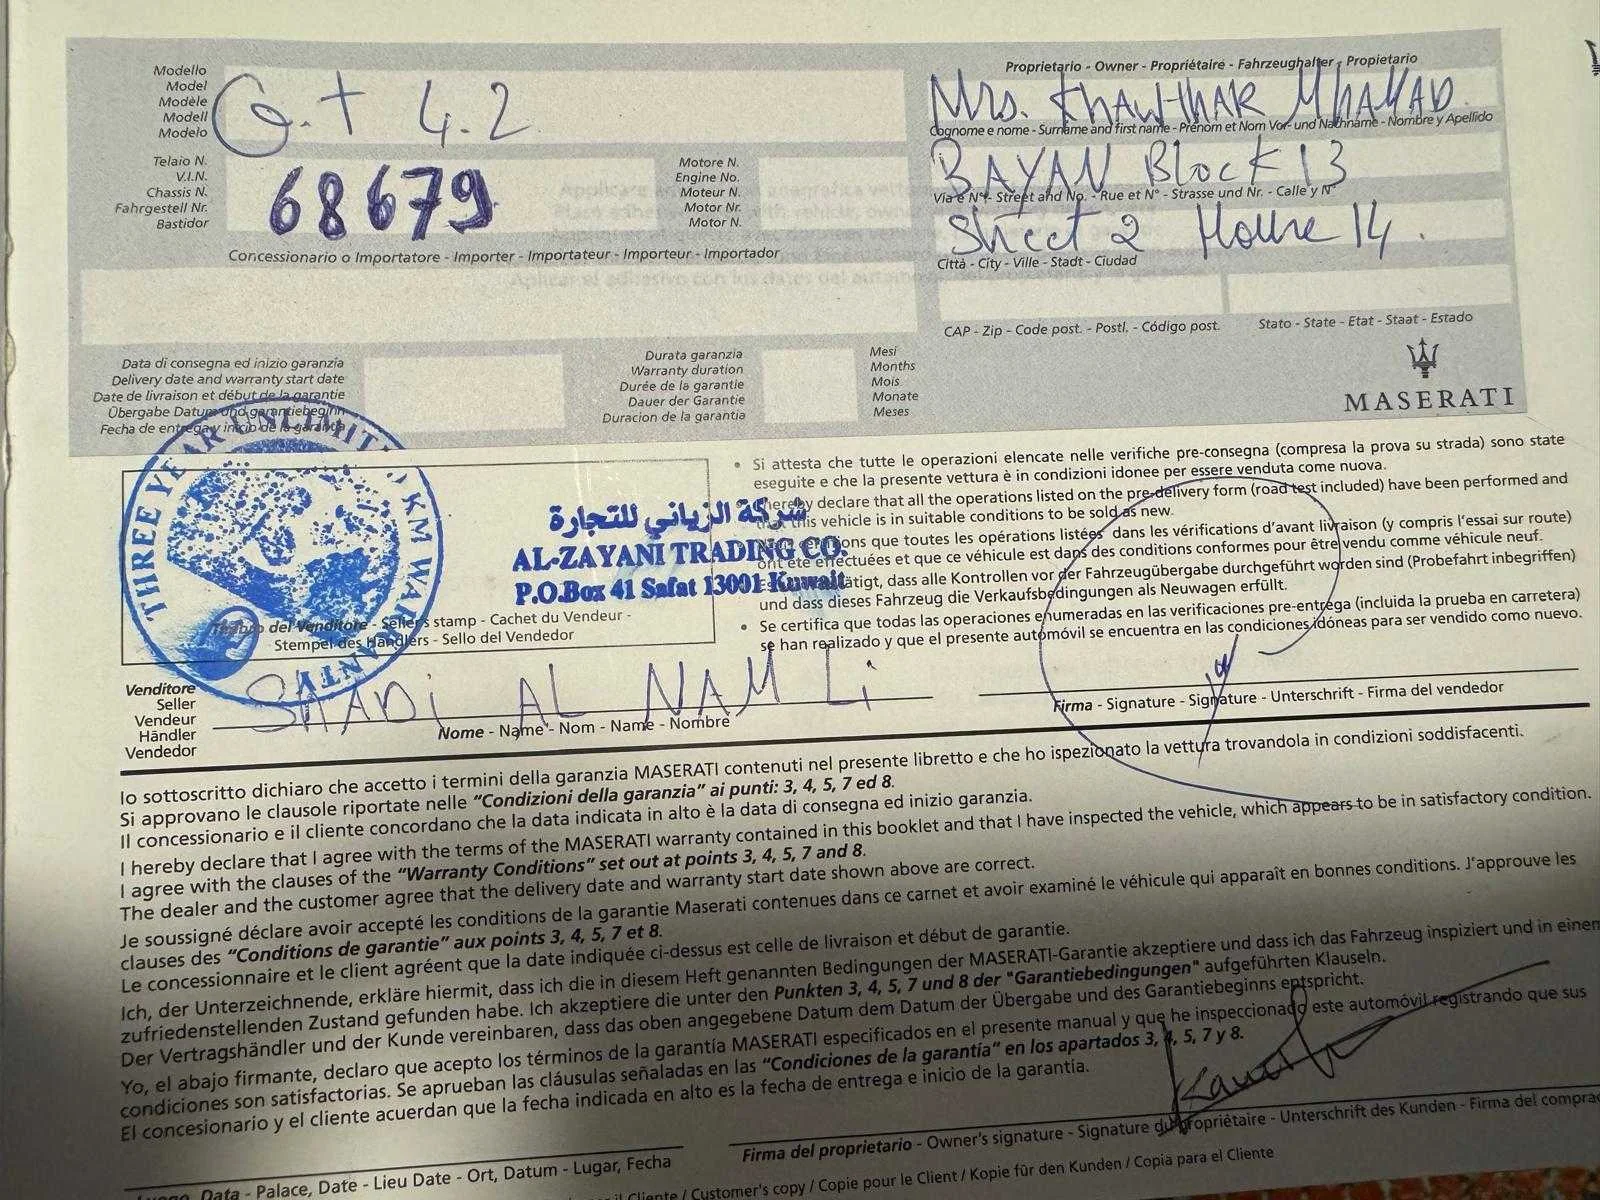 Modello
Model
Modèle
Modell
Modelo
G.t 4.2
Telaio N.
V.I.N.
Chassis N.
Fahrgestell Nr.
Bastidor
68679
Motore N.
Engine No.
Moteur N.
Motor Nr.
Motor N.
Concessionario o Importatore - Importer - Importateur - Importeur - Importador
Data di consegna ed inizio garanzia
Delivery date and warranty start date
Date de livraison et début de la garantie
Übergabe Datum und garantiebeginn
Fecha de entrega y inicio de la garantia
Durata garanzia
Warranty duration
Durée de la garantie
Dauer der Garantie
Duracion de la garantia
Mesi
Months
Mois
Monate
Meses
Proprietario - Owner - Propriétaire - Fahrzeughalter - Propietario
Mrs. KHAWTHAR MHAMAD
Cognome e nome - Surname and first name - Prénom et Nom Vor- und Nachname - Nombre y Apellido
BAYAN Block 13
Via e N° - Street and No. - Rue et N° - Strasse und Nr. - Calle y N°
Street 2 House 14.
Città - City - Ville - Stadt - Ciudad
CAP - Zip - Code post. - Postl. - Código post.
Stato - State - Etat - Staat - Estado
MASERATI
THREE YEAR UNLIMITED KM WARRANTY
شركة الزياني للتجارة
AL-ZAYANI TRADING CO.
P.O.Box 41 Safat 13001 Kuwait
Timbro del Venditore - Seller's stamp - Cachet du Vendeur -
Stempel des Händlers - Sello del Vendedor
• Si attesta che tutte le operazioni elencate nelle verifiche pre-consegna (compresa la prova su strada) sono state
eseguite e che la presente vettura è in condizioni idonee per essere venduta come nuova.
hereby declare that all the operations listed on the pre-delivery form (road test included) have been performed and
that this vehicle is in suitable conditions to be sold as new.
que toutes les opérations listées dans les vérifications d'avant livraison (y compris l'essai sur route)
ont été effectuées et que ce véhicule est dans des conditions conformes pour être vendu comme véhicule neuf.
dass alle Kontrollen vor der Fahrzeugübergabe durchgeführt worden sind (Probefahrt inbegriffen)
und dass dieses Fahrzeug die Verkaufsbedingungen als Neuwagen erfüllt.
• Se certifica que todas las operaciones enumeradas en las verificaciones pre-entrega (incluida la prueba en carretera)
se han realizado y que el presente automóvil se encuentra en las condiciones idóneas para ser vendido como nuevo.
Venditore
Seller
Vendeur
Händler
Vendedor
SHADi AL NAMLi
Nome - Name - Nom - Name - Nombre
Firma - Signature - Signature - Unterschrift - Firma del vendedor
Io sottoscritto dichiaro che accetto i termini della garanzia MASERATI contenuti nel presente libretto e che ho ispezionato la vettura trovandola in condizioni soddisfacenti.
Si approvano le clausole riportate nelle “Condizioni della garanzia” ai punti: 3, 4, 5, 7 ed 8.
Il concessionario e il cliente concordano che la data indicata in alto è la data di consegna ed inizio garanzia.
I hereby declare that I agree with the terms of the MASERATI warranty contained in this booklet and that I have inspected the vehicle, which appears to be in satisfactory condition.
I agree with the clauses of the “Warranty Conditions” set out at points 3, 4, 5, 7 and 8.
The dealer and the customer agree that the delivery date and warranty start date shown above are correct.
Je soussigné déclare avoir accepté les conditions de la garantie Maserati contenues dans ce carnet et avoir examiné le véhicule qui apparaît en bonnes conditions. J'approuve les
clauses des “Conditions de garantie” aux points 3, 4, 5, 7 et 8.
Le concessionnaire et le client agréent que la date indiquée ci-dessus est celle de livraison et début de garantie.
Ich, der Unterzeichnende, erkläre hiermit, dass ich die in diesem Heft genannten Bedingungen der MASERATI-Garantie akzeptiere und dass ich das Fahrzeug inspiziert und in einem
zufriedenstellenden Zustand gefunden habe. Ich akzeptiere die unter den Punkten 3, 4, 5, 7 und 8 der "Garantiebedingungen" aufgeführten Klauseln.
Der Vertragshändler und der Kunde vereinbaren, dass das oben angegebene Datum dem Datum der Übergabe und des Garantiebeginns entspricht.
Yo, el abajo firmante, declaro que acepto los términos de la garantía MASERATI especificados en el presente manual y que he inspeccionado este automóvil registrando que sus
condiciones son satisfactorias. Se aprueban las cláusulas señaladas en las “Condiciones de la garantía” en los apartados 3, 4, 5, 7 y 8.
El concesionario y el cliente acuerdan que la fecha indicada en alto es la fecha de entrega e inicio de la garantía.
Data - Palace, Date - Lieu Date - Ort, Datum - Lugar, Fecha
Firma del proprietario - Owner's signature - Signature du propriétaire - Unterschrift des Kunden - Firma del
Cliente / Customer's copy / Copie pour le Client / Kopie für den Kunden / Copia para el Cliente